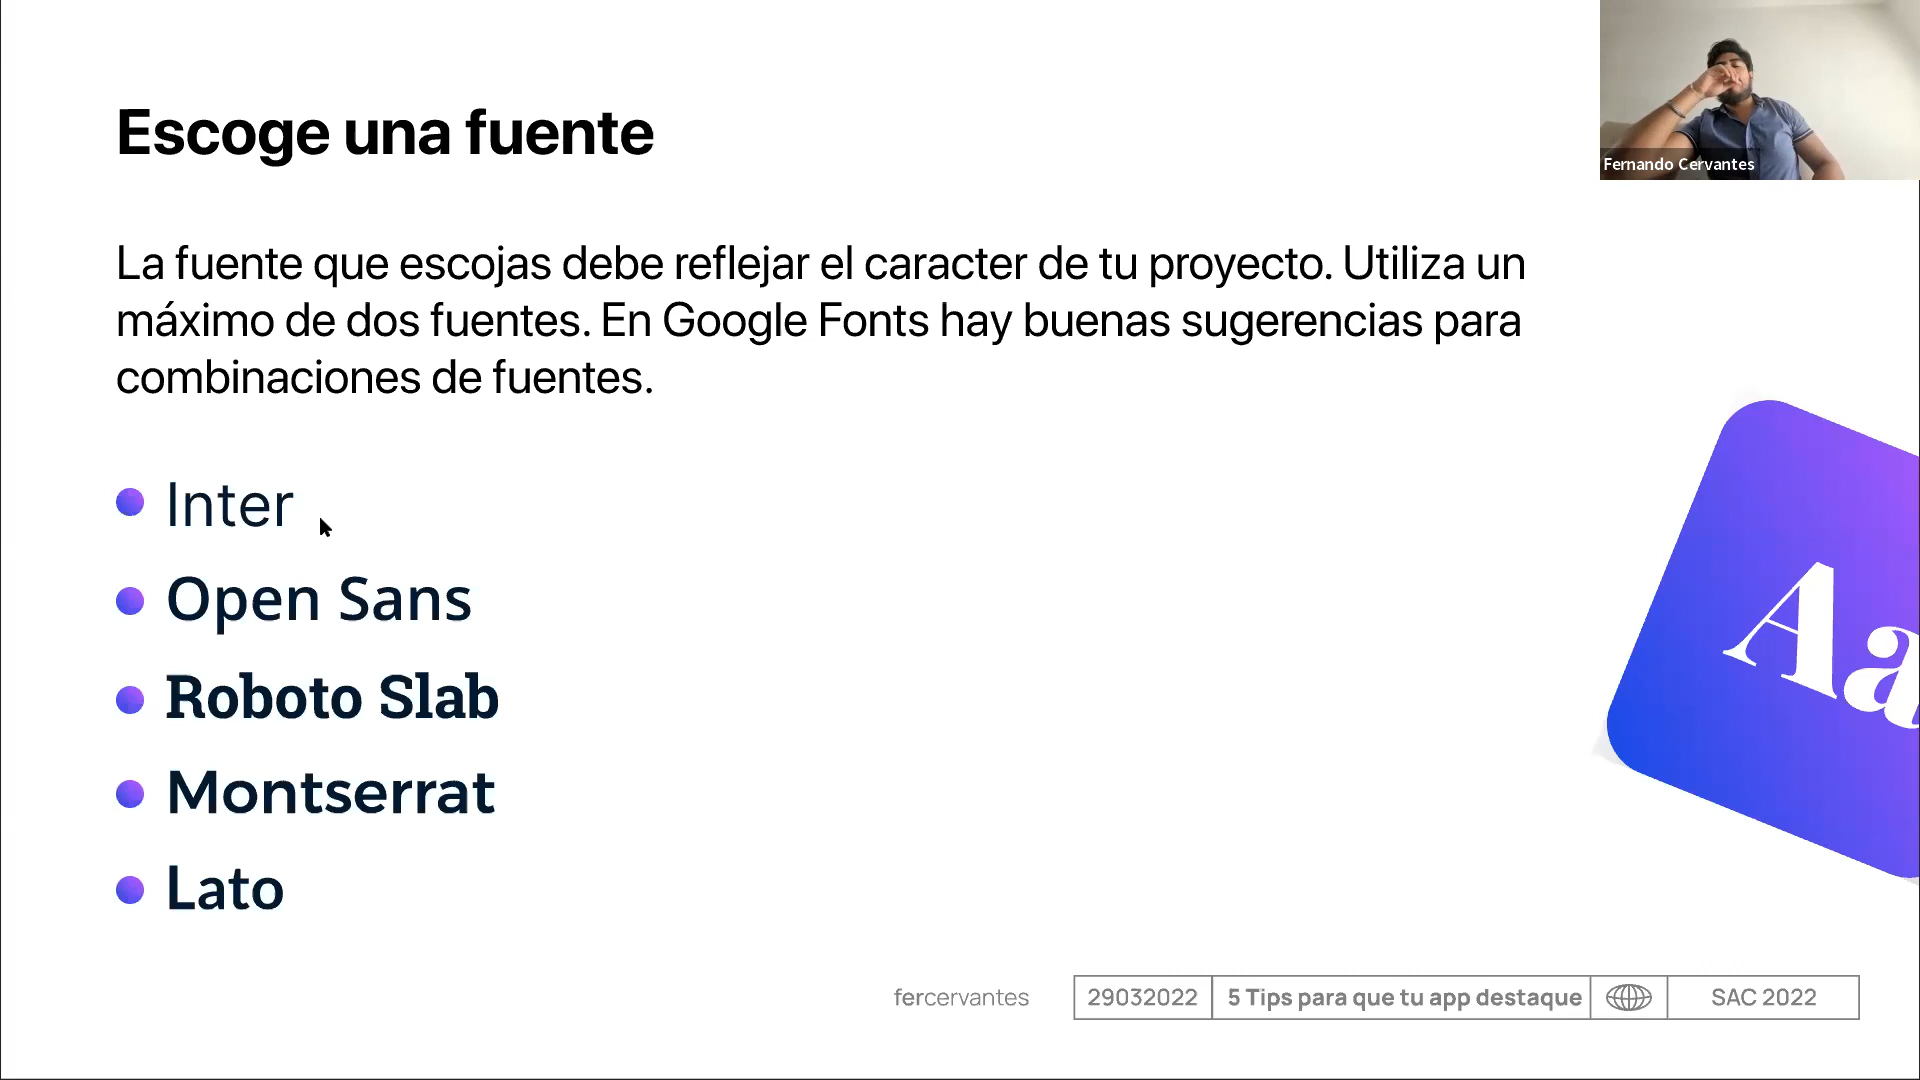 Escoge una fuente
Fernando Cervantes
La fuente que escojas debe reflejar el caracter de tu proyecto. Utiliza un
máximo de dos fuentes. En Google Fonts hay buenas sugerencias para
combinaciones de fuentes.
Inter
Open Sans
Roboto Slab
Montserrat
Lato
Aa
fercervantes
29032022
5 Tips para que tu app destaque
SAC 2022